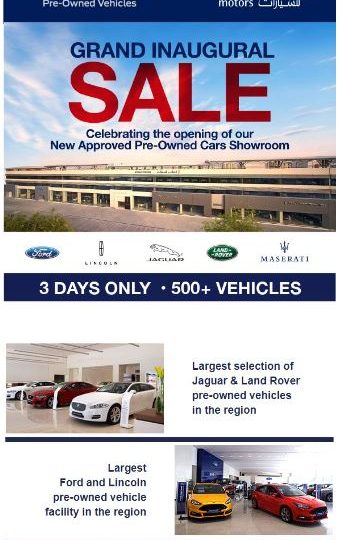 Pre-Owned Vehicles
motors للسيارات
GRAND INAUGURAL
SALE
Celebrating the opening of our
New Approved Pre-Owned Cars Showroom
Ford LINCOLN JAGUAR LAND-ROVER MASERATI
3 DAYS ONLY • 500+ VEHICLES
Largest selection of
Jaguar & Land Rover
pre-owned vehicles
in the region
Largest
Ford and Lincoln
pre-owned vehicle
facility in the region